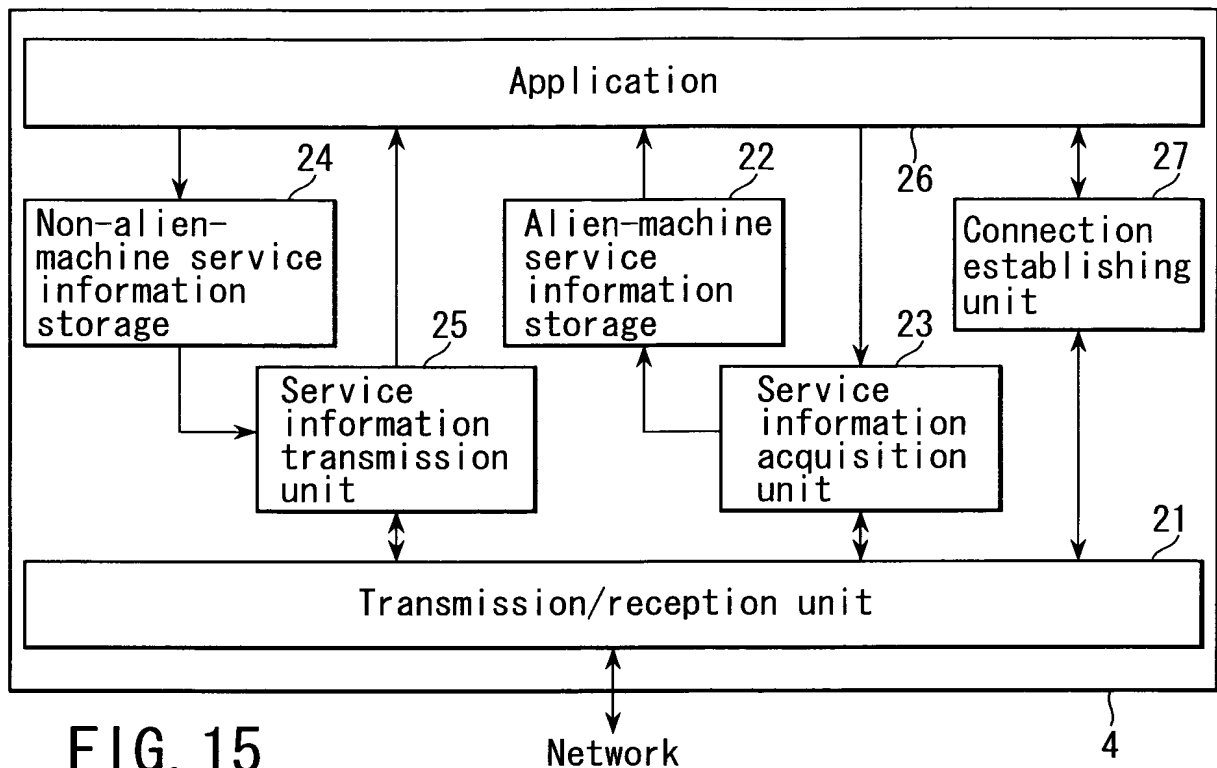 Application
24
22
26
27
Non-alien-
machine service
information
storage
Alien-machine
service
information
storage
Connection
establishing
unit
25
23
Service
information
transmission
unit
Service
information
acquisition
unit
21
Transmission/reception unit
FIG. 15
Network
4